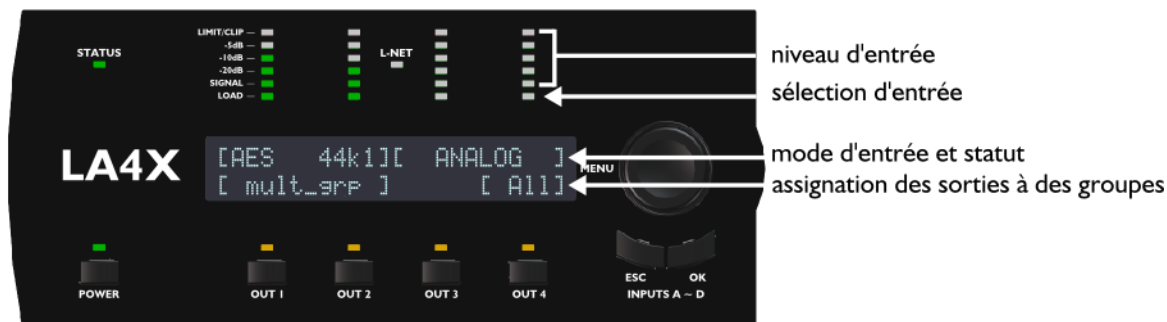 STATUS
LIMIT/CLIP
-5dB
-10dB
-20dB
SIGNAL
LOAD
L-NET
niveau d'entrée
sélection d'entrée
LA4X
[AES 44k1][ ANALOG ]
[ mult_grp ] [ All]
MENU
mode d'entrée et statut
assignation des sorties à des groupes
POWER
OUT 1
OUT 2
OUT 3
OUT 4
ESC
OK
INPUTS A ~ D